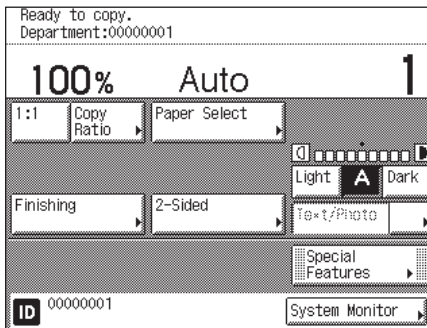 Ready to copy.
Department:00000001
100% Auto 1
1:1 Copy Ratio Paper Select
Light A Dark
Finishing 2-Sided Text/Photo
Special Features
ID 00000001 System Monitor